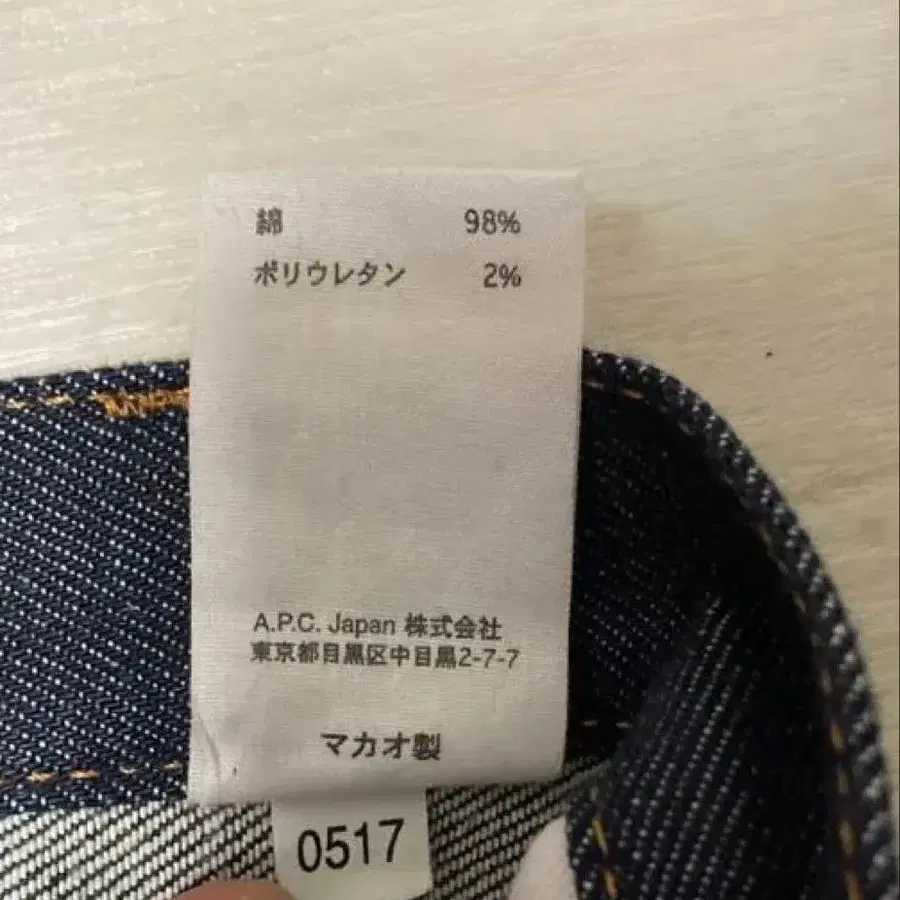 綿 98%
ポリウレタン 2%
A.P.C. Japan 株式会社
東京都目黒区中目黒2-7-7
マカオ製
0517